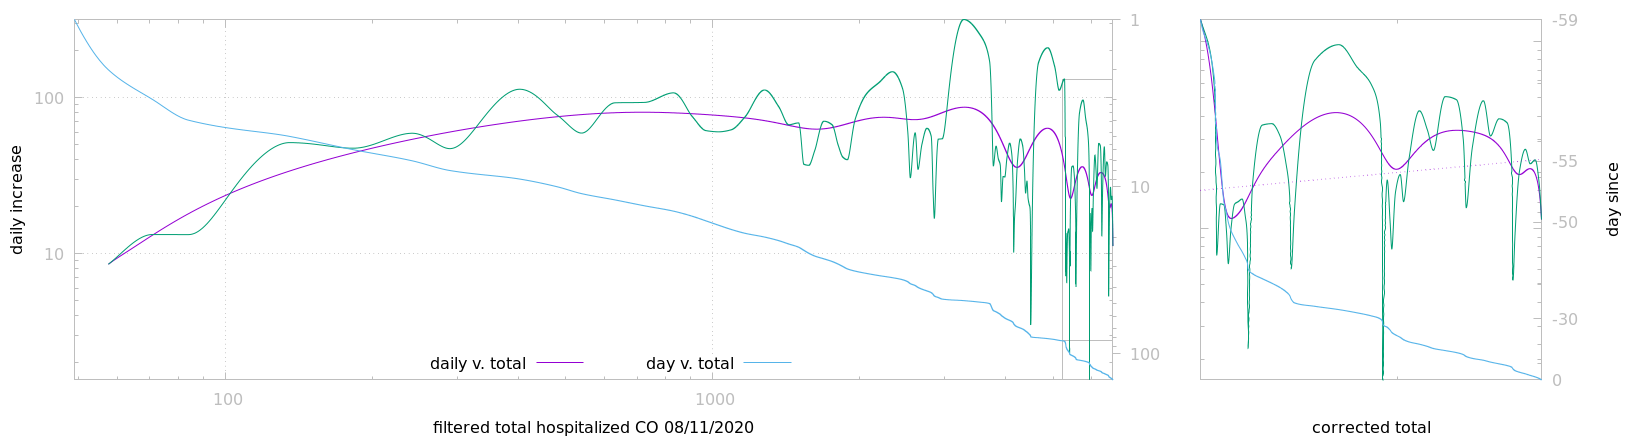 daily increase
100
10
100
1000
1
10
100
daily v. total
day v. total
filtered total hospitalized CO 08/11/2020
-59
-55
-50
-30
0
day since
corrected total